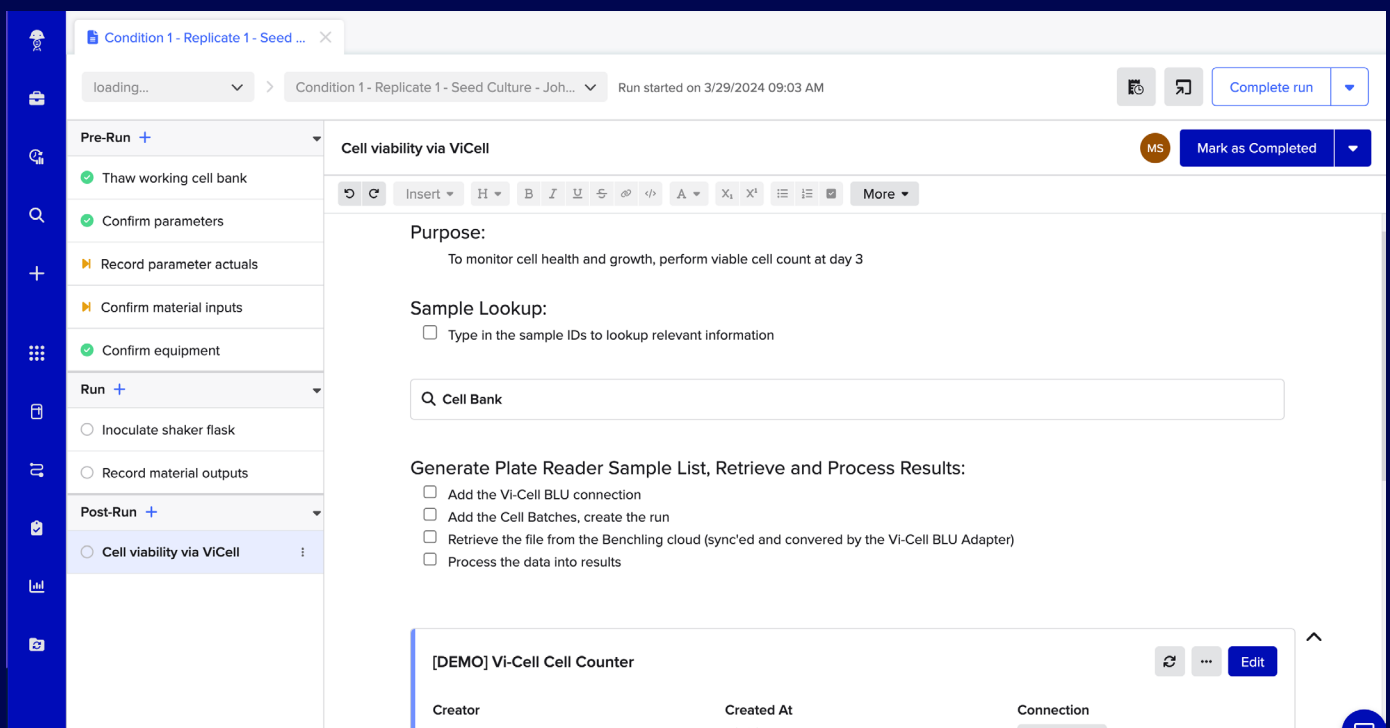 Condition 1 - Replicate 1 - Seed ...
loading...
Condition 1 - Replicate 1 - Seed Culture - Joh...
Run started on 3/29/2024 09:03 AM
Complete run
Pre-Run
Thaw working cell bank
Confirm parameters
Record parameter actuals
Confirm material inputs
Confirm equipment
Run
Inoculate shaker flask
Record material outputs
Post-Run
Cell viability via ViCell
Cell viability via ViCell
MS
Mark as Completed
Insert
H
B I U S </>
A
X₁ X²
More
Purpose:
To monitor cell health and growth, perform viable cell count at day 3
Sample Lookup:
Type in the sample IDs to lookup relevant information
Cell Bank
Generate Plate Reader Sample List, Retrieve and Process Results:
Add the Vi-Cell BLU connection
Add the Cell Batches, create the run
Retrieve the file from the Benchling cloud (sync'ed and convered by the Vi-Cell BLU Adapter)
Process the data into results
[DEMO] Vi-Cell Cell Counter
Edit
Creator
Created At
Connection